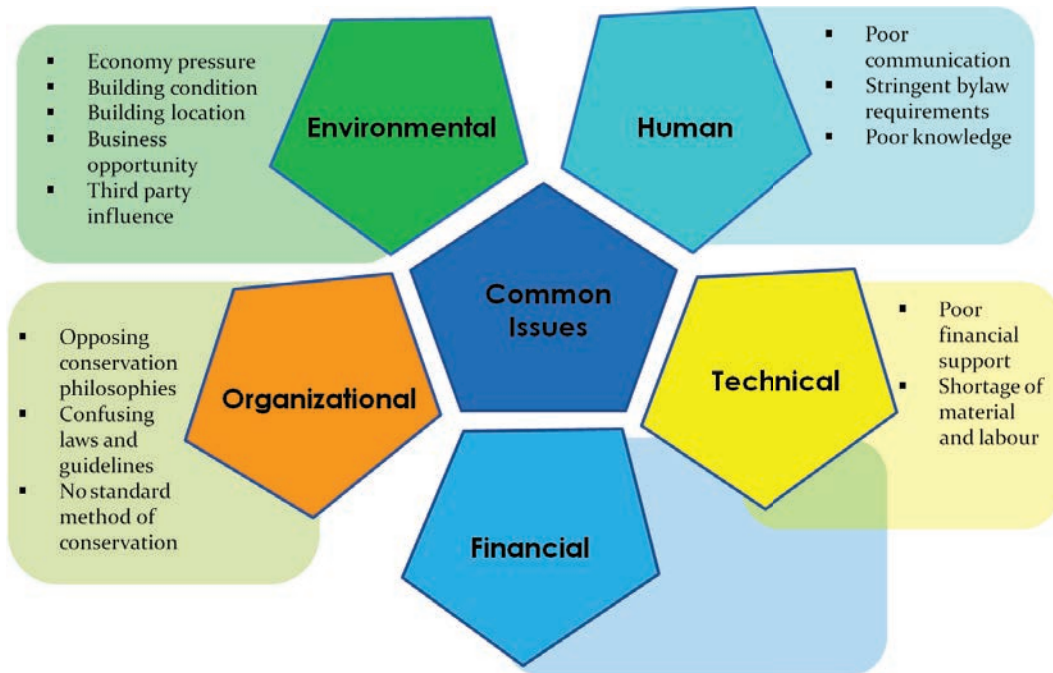 ▪ Economy pressure
▪ Building condition
▪ Building location
▪ Business
opportunity
▪ Third party
influence
Environmental
Human
▪ Poor
communication
▪ Stringent bylaw
requirements
▪ Poor knowledge
Common
Issues
▪ Opposing
conservation
philosophies
▪ Confusing
laws and
guidelines
▪ No standard
method of
conservation
Organizational
Technical
▪ Poor
financial
support
▪ Shortage of
material
and labour
Financial